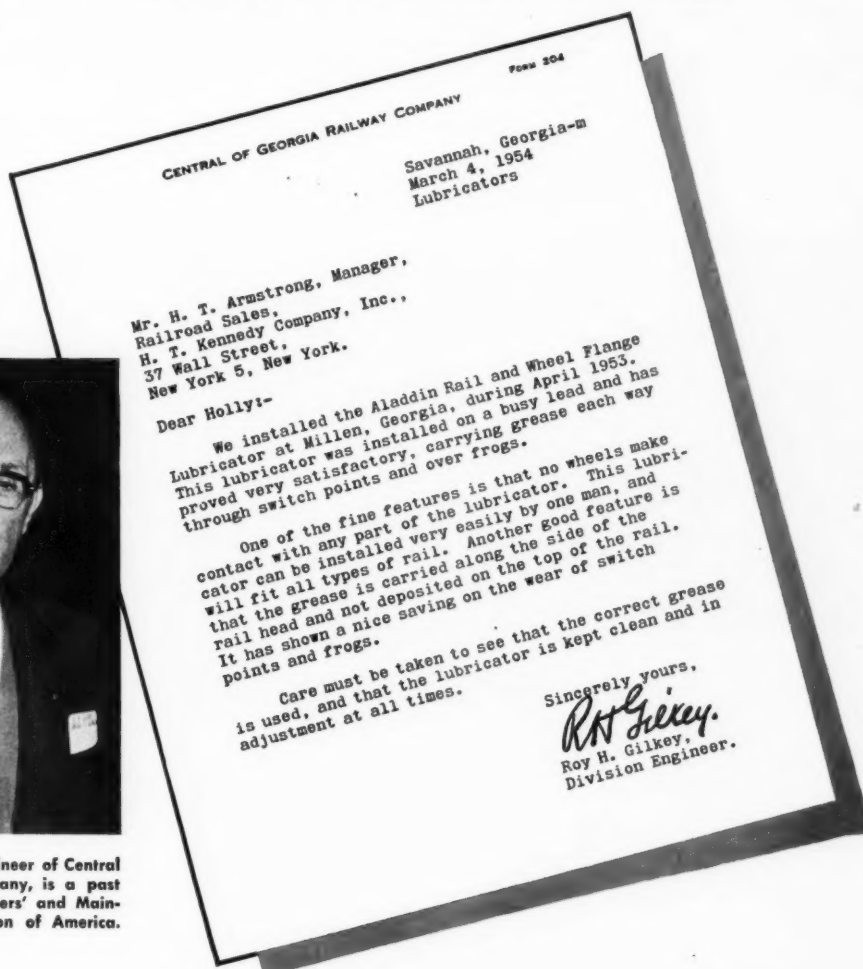 FORM 204
CENTRAL OF GEORGIA RAILWAY COMPANY
Savannah, Georgia-m
March 4, 1954
Lubricators
Mr. H. T. Armstrong, Manager,
Railroad Sales,
H. T. Kennedy Company, Inc.,
37 Wall Street,
New York 5, New York.
Dear Holly:-
We installed the Aladdin Rail and Wheel Flange
Lubricator at Millen, Georgia, during April 1953.
This lubricator was installed on a busy lead and has
proved very satisfactory, carrying grease each way
through switch points and over frogs.
One of the fine features is that no wheels make
contact with any part of the lubricator. This lubri-
cator can be installed very easily by one man, and
will fit all types of rail. Another good feature is
that the grease is carried along the side of the
rail head and not deposited on the top of the rail.
It has shown a nice saving on the wear of switch
points and frogs.
Care must be taken to see that the correct grease
is used, and that the lubricator is kept clean and in
adjustment at all times.
Sincerely yours,
RH Gilkey.
Roy H. Gilkey,
Division Engineer.
ineer of Central
any, is a past
ers' and Main-
on of America.